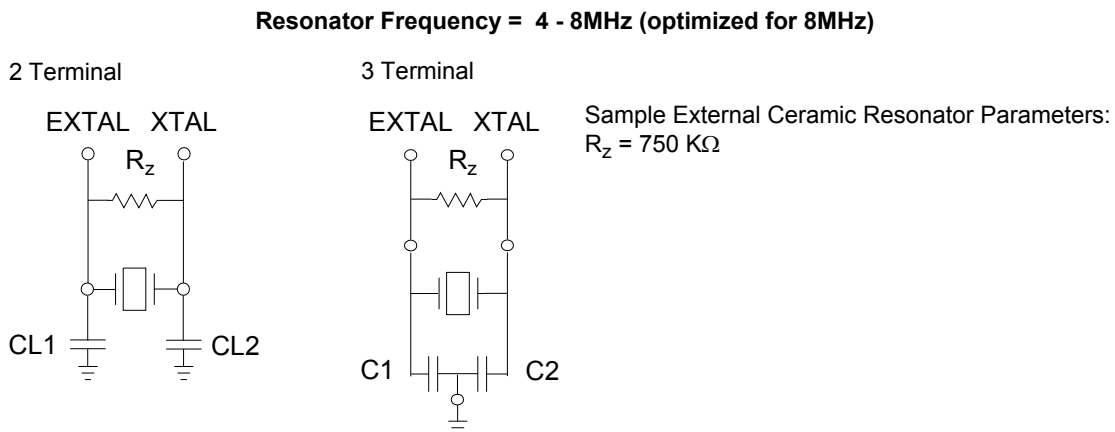 Resonator Frequency = 4 - 8MHz (optimized for 8MHz)
2 Terminal
EXTAL XTAL
Rz
CL1
CL2
3 Terminal
EXTAL XTAL
Rz
C1
C2
Sample External Ceramic Resonator Parameters:
Rz = 750 KΩ